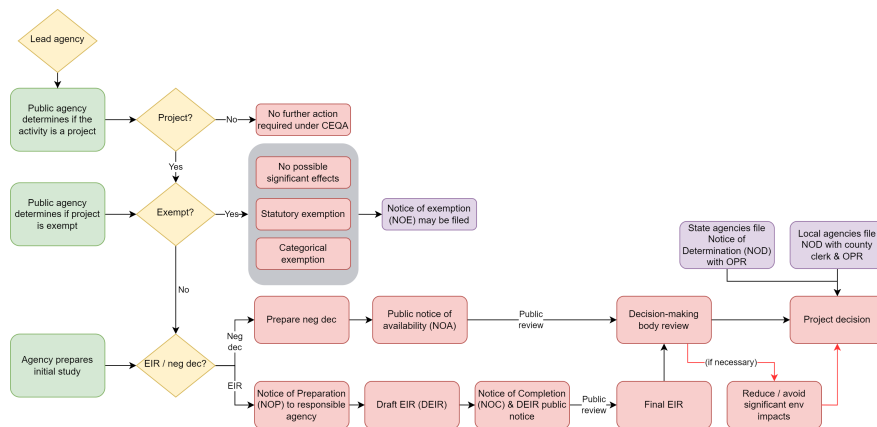 Lead agency
Public agency
determines if the
activity is a project
Project?
No
No further action
required under CEQA
Yes
Public agency
determines if project
is exempt
Exempt?
Yes
No possible
significant effects
Statutory exemption
Categorical
exemption
Notice of exemption
(NOE) may be filed
State agencies file
Notice of
Determination (NOD)
with OPR
Local agencies file
NOD with county
clerk & OPR
No
Agency prepares
initial study
EIR / neg dec?
Neg
dec
Prepare neg dec
Public notice of
availability (NOA)
Public
review
Decision-making
body review
Project decision
EIR
Notice of Preparation
(NOP) to responsible
agency
Draft EIR (DEIR)
Notice of Completion
(NOC) & DEIR public
notice
Public
review
Final EIR
(if necessary)
Reduce / avoid
significant env
impacts